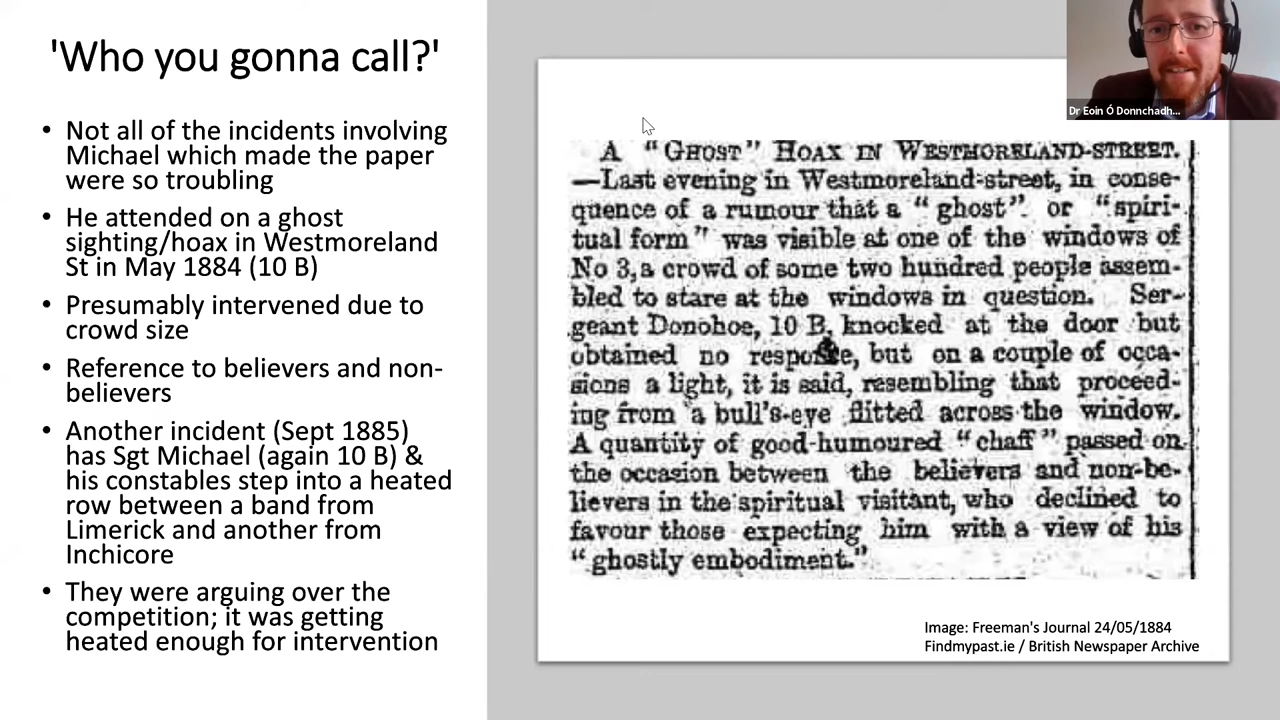 'Who you gonna call?'
• Not all of the incidents involving
Michael which made the paper
were so troubling
• He attended on a ghost
sighting/hoax in Westmoreland
St in May 1884 (10 B)
• Presumably intervened due to
crowd size
• Reference to believers and non-
believers
• Another incident (Sept 1885)
has Sgt Michael (again 10 B) &
his constables step into a heated
row between a band from
Limerick and another from
Inchicore
• They were arguing over the
competition; it was getting
heated enough for intervention
A "GHOST" HOAX IN WESTMORELAND-STREET.
—Last evening in Westmoreland-street, in conse-
quence of a rumour that a "ghost" or "spiri-
tual form" was visible at one of the windows of
No 3, a crowd of some two hundred people assem-
bled to stare at the windows in question. Ser-
geant Donohoe, 10 B, knocked at the door but
obtained no response, but on a couple of occa-
sions a light, it is said, resembling that proceed-
ing from a bull's-eye flitted across the window.
A quantity of good-humoured "chaff" passed on
the occasion between the believers and non-be-
lievers in the spiritual visitant, who declined to
favour those expecting him with a view of his
"ghostly embodiment."
Image: Freeman's Journal 24/05/1884
Findmypast.ie / British Newspaper Archive
Dr Eoin Ó Donnchadh...